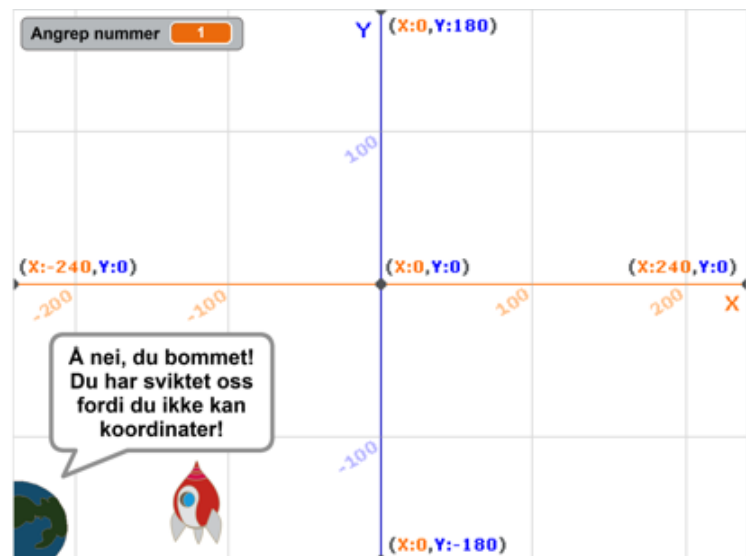 Angrep nummer 1
Y (X:0,Y:180)
100
(X:-240,Y:0) (X:0,Y:0) (X:240,Y:0)
-200 -100 100 200 X
Å nei, du bommet!
Du har sviktet oss
fordi du ikke kan
koordinater!
-100
(X:0,Y:-180)